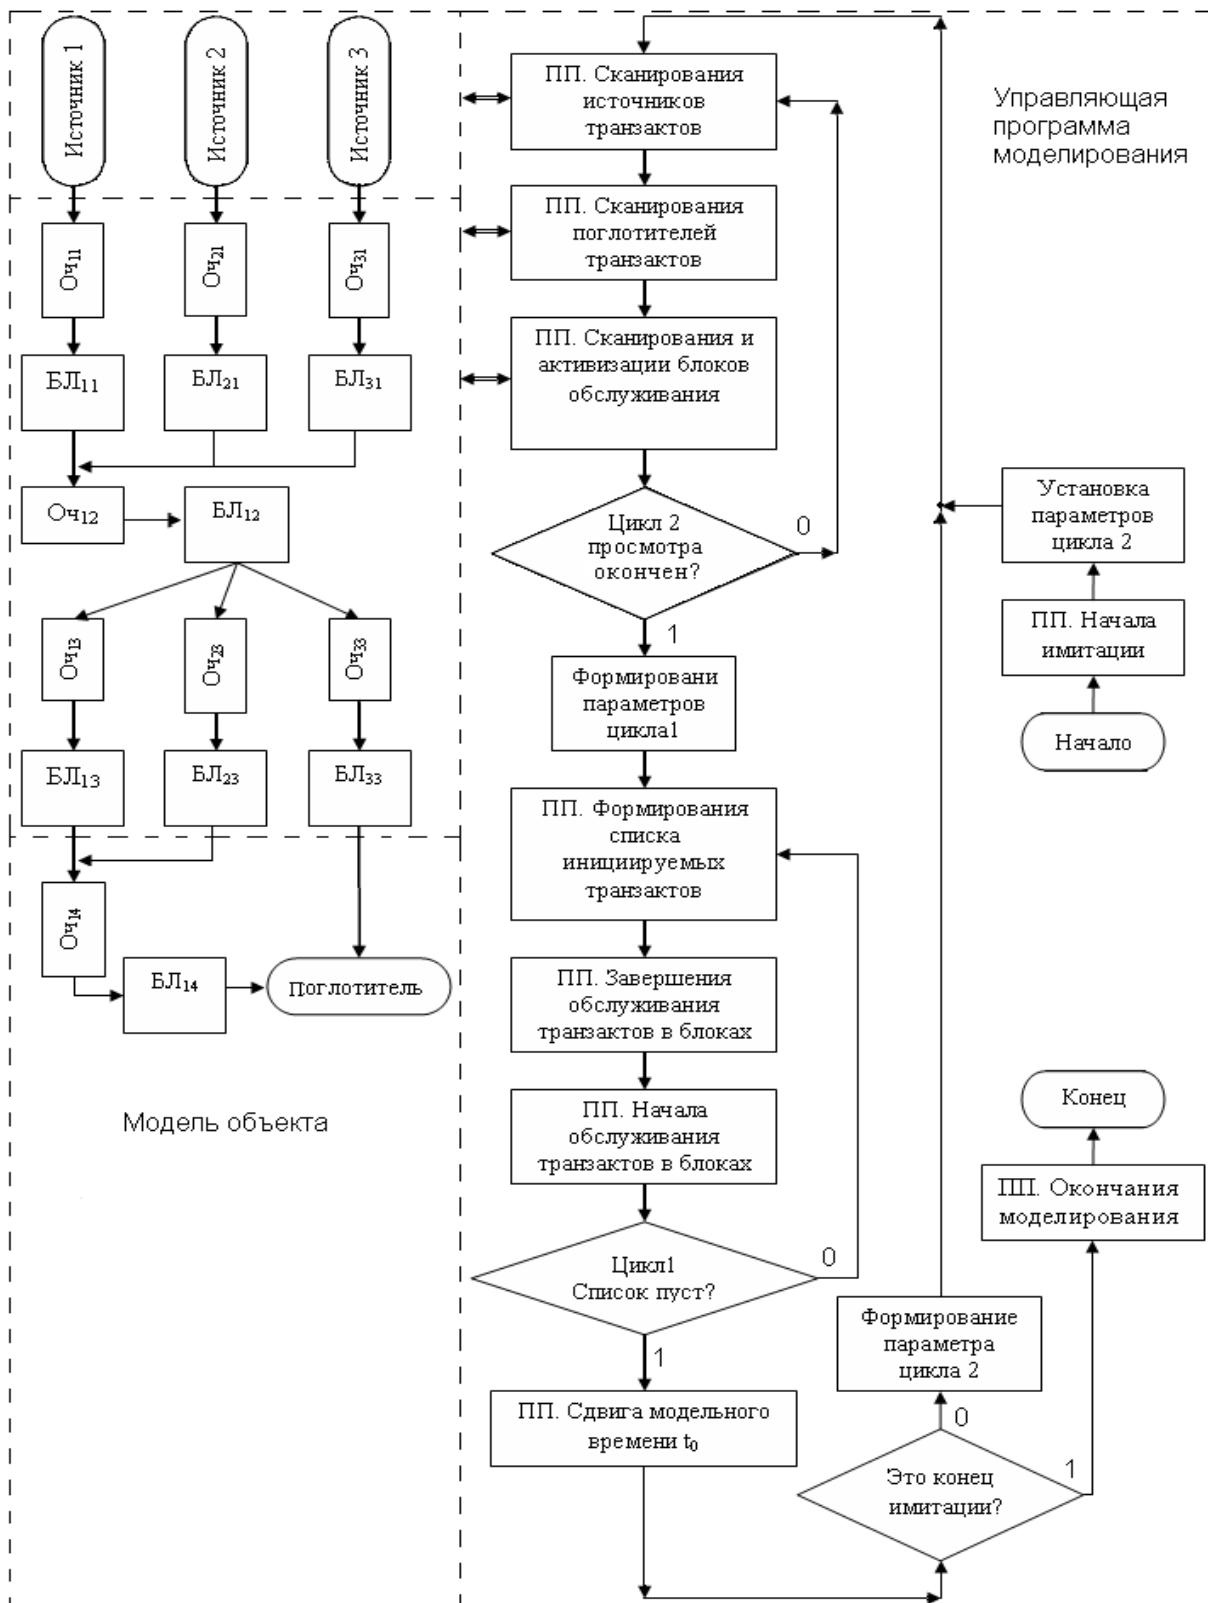 Источник 1
Источник 2
Источник 3
Оч11
Оч21
Оч31
БЛ11
БЛ21
БЛ31
Оч12
БЛ12
Оч13
Оч23
Оч33
БЛ13
БЛ23
БЛ33
Оч14
БЛ14
поглотитель
Модель объекта
ПП. Сканирования
источников
транзактов
ПП. Сканирования
поглотителей
транзактов
ПП. Сканирования и
активизации блоков
обслуживания
Цикл 2
просмотра
окончен?
0
1
Формировани
параметров
цикла1
ПП. Формирования
списка
инициируемых
транзактов
ПП. Завершения
обслуживания
транзактов в блоках
ПП. Начала
обслуживания
транзактов в блоках
Цикл1
Список пуст?
0
1
ПП. Сдвига модельного
времени t0
Управляющая
программа
моделирования
Установка
параметров
цикла 2
ПП. Начала
имитации
Начало
Конец
ПП. Окончания
моделирования
Формирование
параметра
цикла 2
0
1
Это конец
имитации?